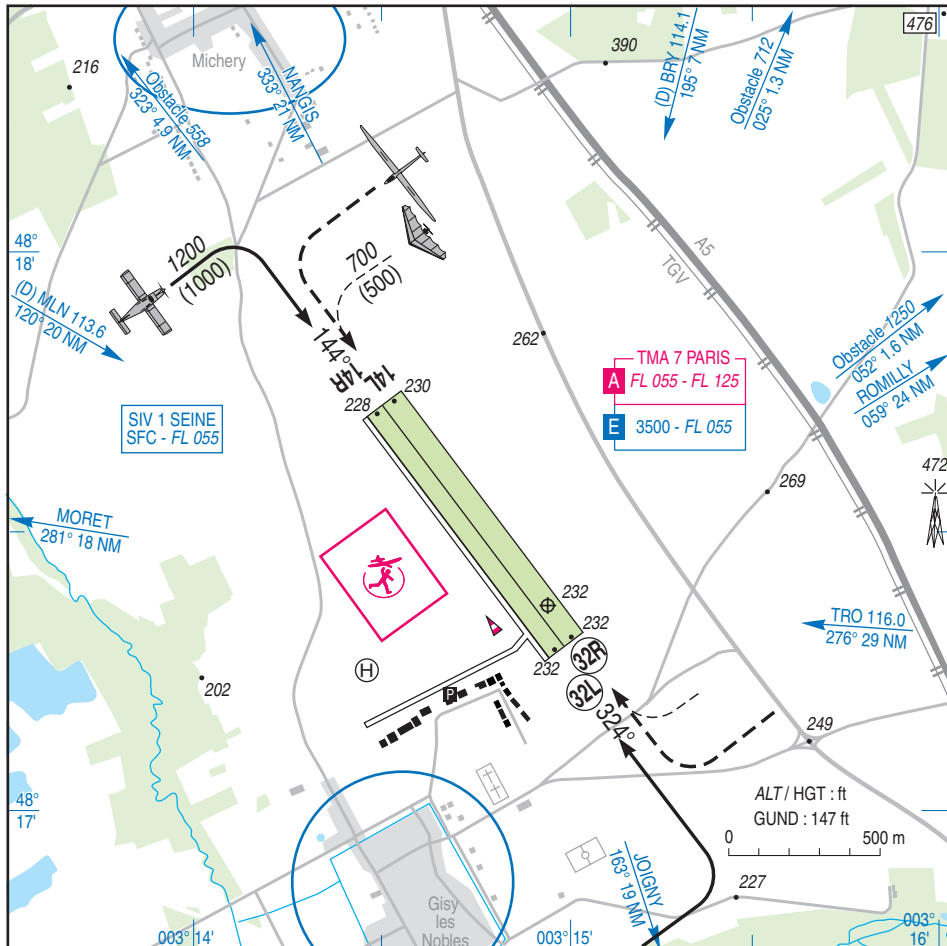 476
Michery
216
390
Obstacle 558
323° 4.9 NM
NANGIS
333° 21 NM
(D) BRY 114.1
195° 7 NM
Obstacle 712
025° 1.3 NM
A5
TGV
48°
18'
1200
(1000)
700
(500)
(D) MLN 113.6
120° 20 NM
262
Obstacle 1250
052° 1.6 NM
ROMILLY
059° 24 NM
144°
14R
14L
TMA 7 PARIS
A FL 055 - FL 125
E 3500 - FL 055
230
228
SIV 1 SEINE
SFC - FL 055
269
472
MORET
281° 18 NM
232
232
232
TRO 116.0
276° 29 NM
32R
32L
324°
H
P
202
249
ALT / HGT : ft
GUND : 147 ft
0 500 m
48°
17'
JOIGNY
163° 19 NM
227
Gisy
les
Nobles
003° 14'
003° 15'
003°
16'